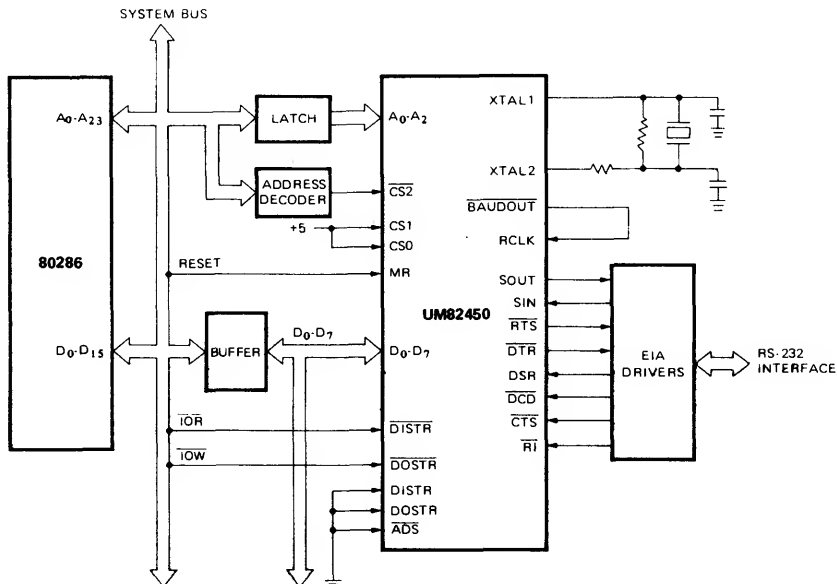 SYSTEM BUS
80286
A0-A23
D0-D15
LATCH
ADDRESS
DECODER
+5
RESET
BUFFER
D0-D7
IOR
IOW
UM82450
A0-A2
CS2
CS1
CS0
MR
D0-D7
DISTR
DOSTR
DISTR
DOSTR
ADS
XTAL1
XTAL2
BAUDOUT
RCLK
SOUT
SIN
RTS
DTR
DSR
DCD
CTS
RI
EIA
DRIVERS
RS-232
INTERFACE